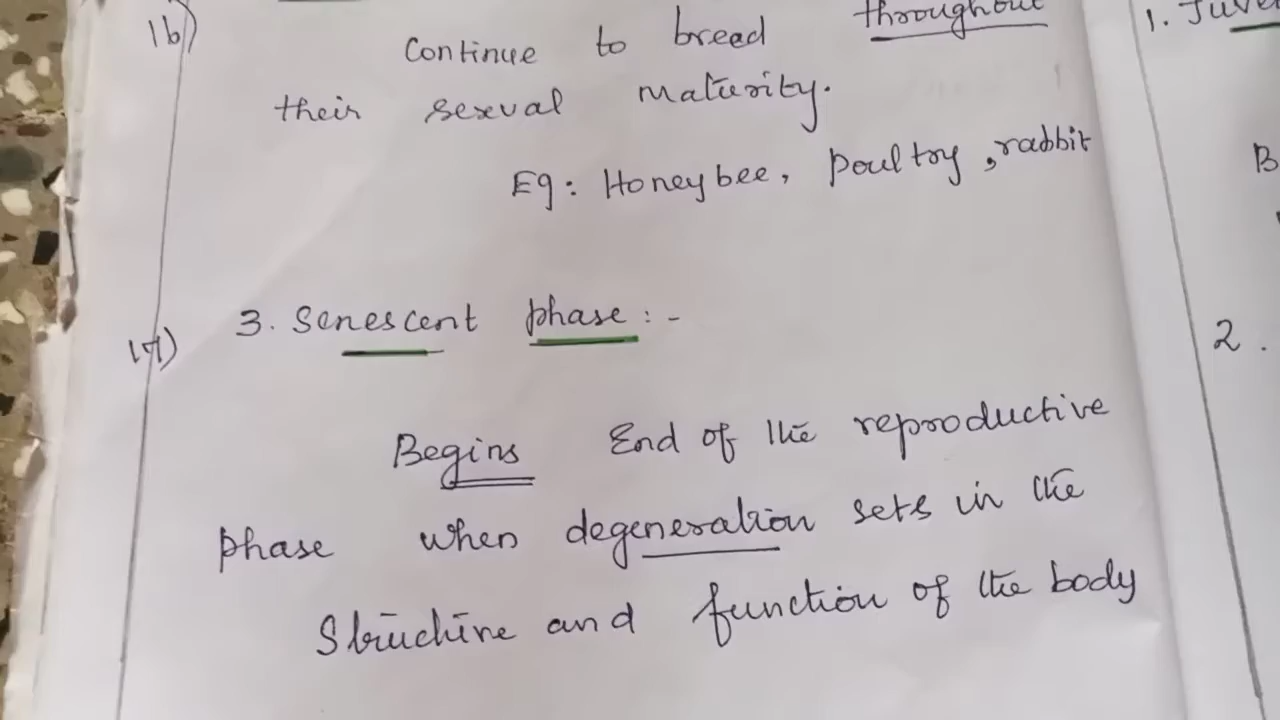 16)
Continue to bread throughout
their sexual maturity.
Eg: Honeybee, poultry, rabbit
17) 3. Senescent phase :-
Begins End of the reproductive
phase when degeneration sets in the
Structure and function of the body
1. Juve
B
2.